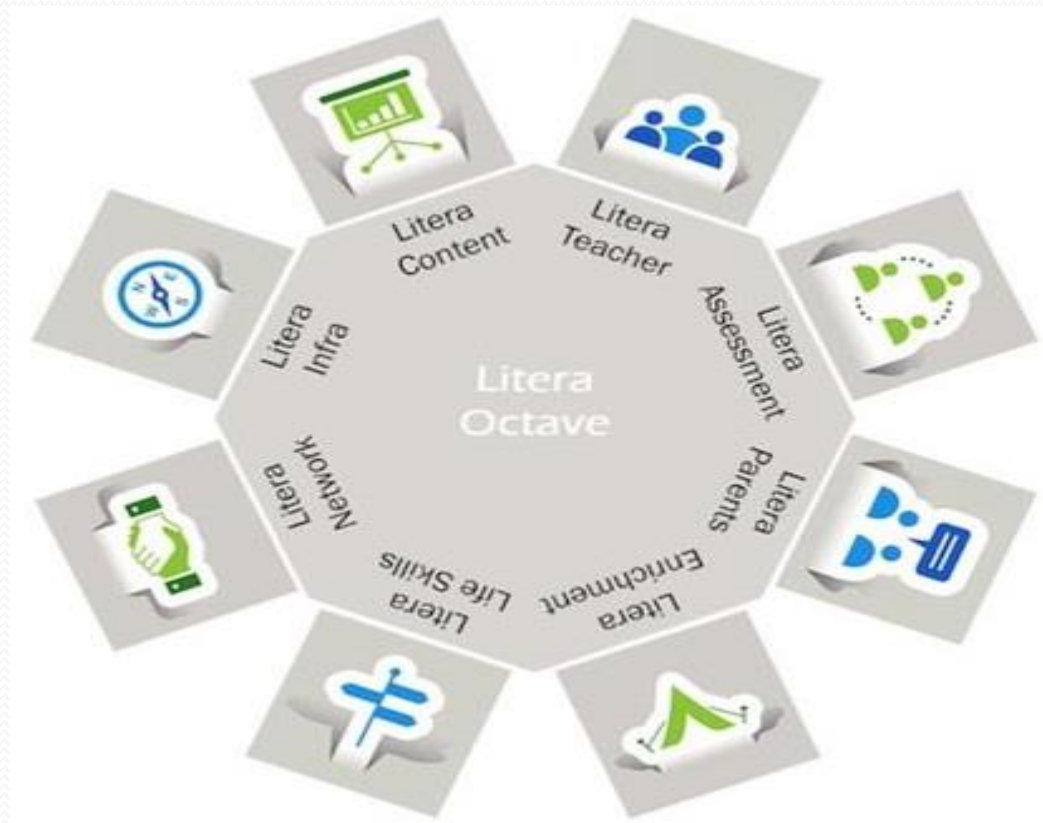 Litera
Content
Litera
Teacher
Litera
Assessment
Litera
Parents
Litera
Enrichment
Litera
Life Skills
Litera
Network
Litera
Infra
Litera
Octave
N
E
S
W